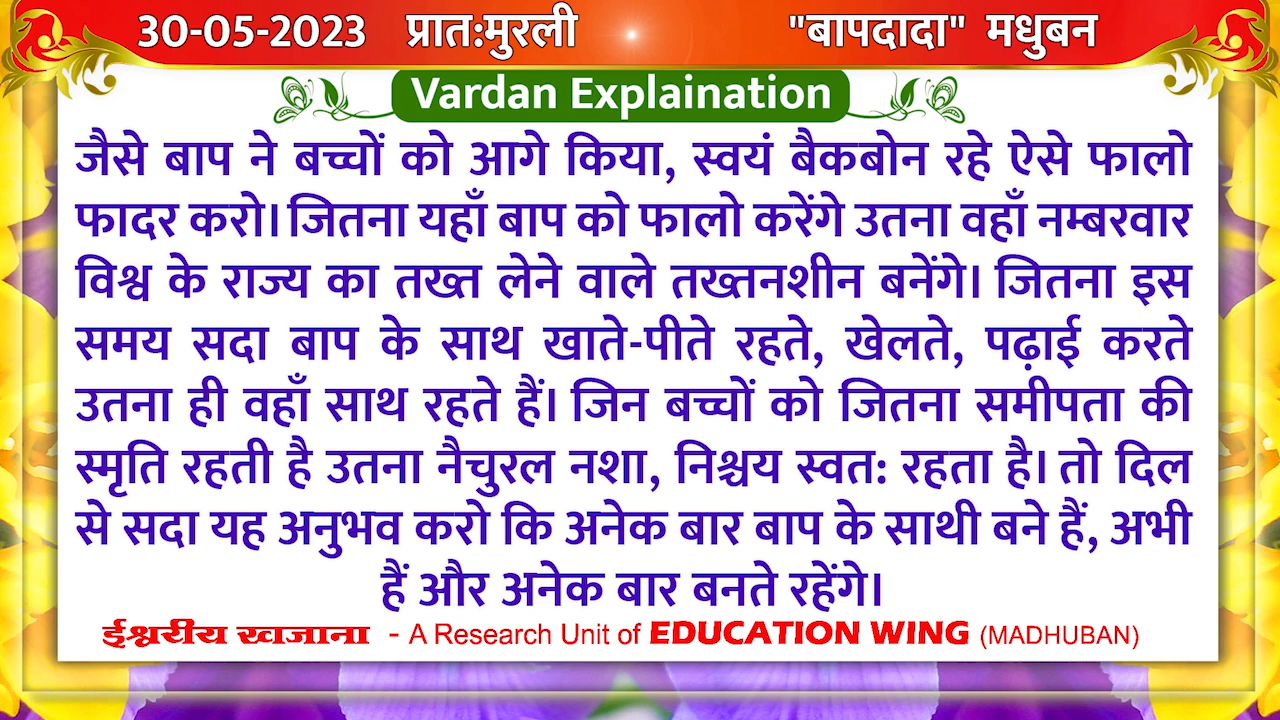 30-05-2023 प्रात:मुरली "बापदादा" मधुबन
Vardan Explaination
जैसे बाप ने बच्चों को आगे किया, स्वयं बैकबोन रहे ऐसे फालो
फादर करो। जितना यहाँ बाप को फालो करेंगे उतना वहाँ नम्बरवार
विश्व के राज्य का तख्त लेने वाले तख्तनशीन बनेंगे। जितना इस
समय सदा बाप के साथ खाते-पीते रहते, खेलते, पढ़ाई करते
उतना ही वहाँ साथ रहते हैं। जिन बच्चों को जितना समीपता की
स्मृति रहती है उतना नैचुरल नशा, निश्चय स्वत: रहता है। तो दिल
से सदा यह अनुभव करो कि अनेक बार बाप के साथी बने हैं, अभी
हैं और अनेक बार बनते रहेंगे।
ईश्वरीय खजाना - A Research Unit of EDUCATION WING (MADHUBAN)